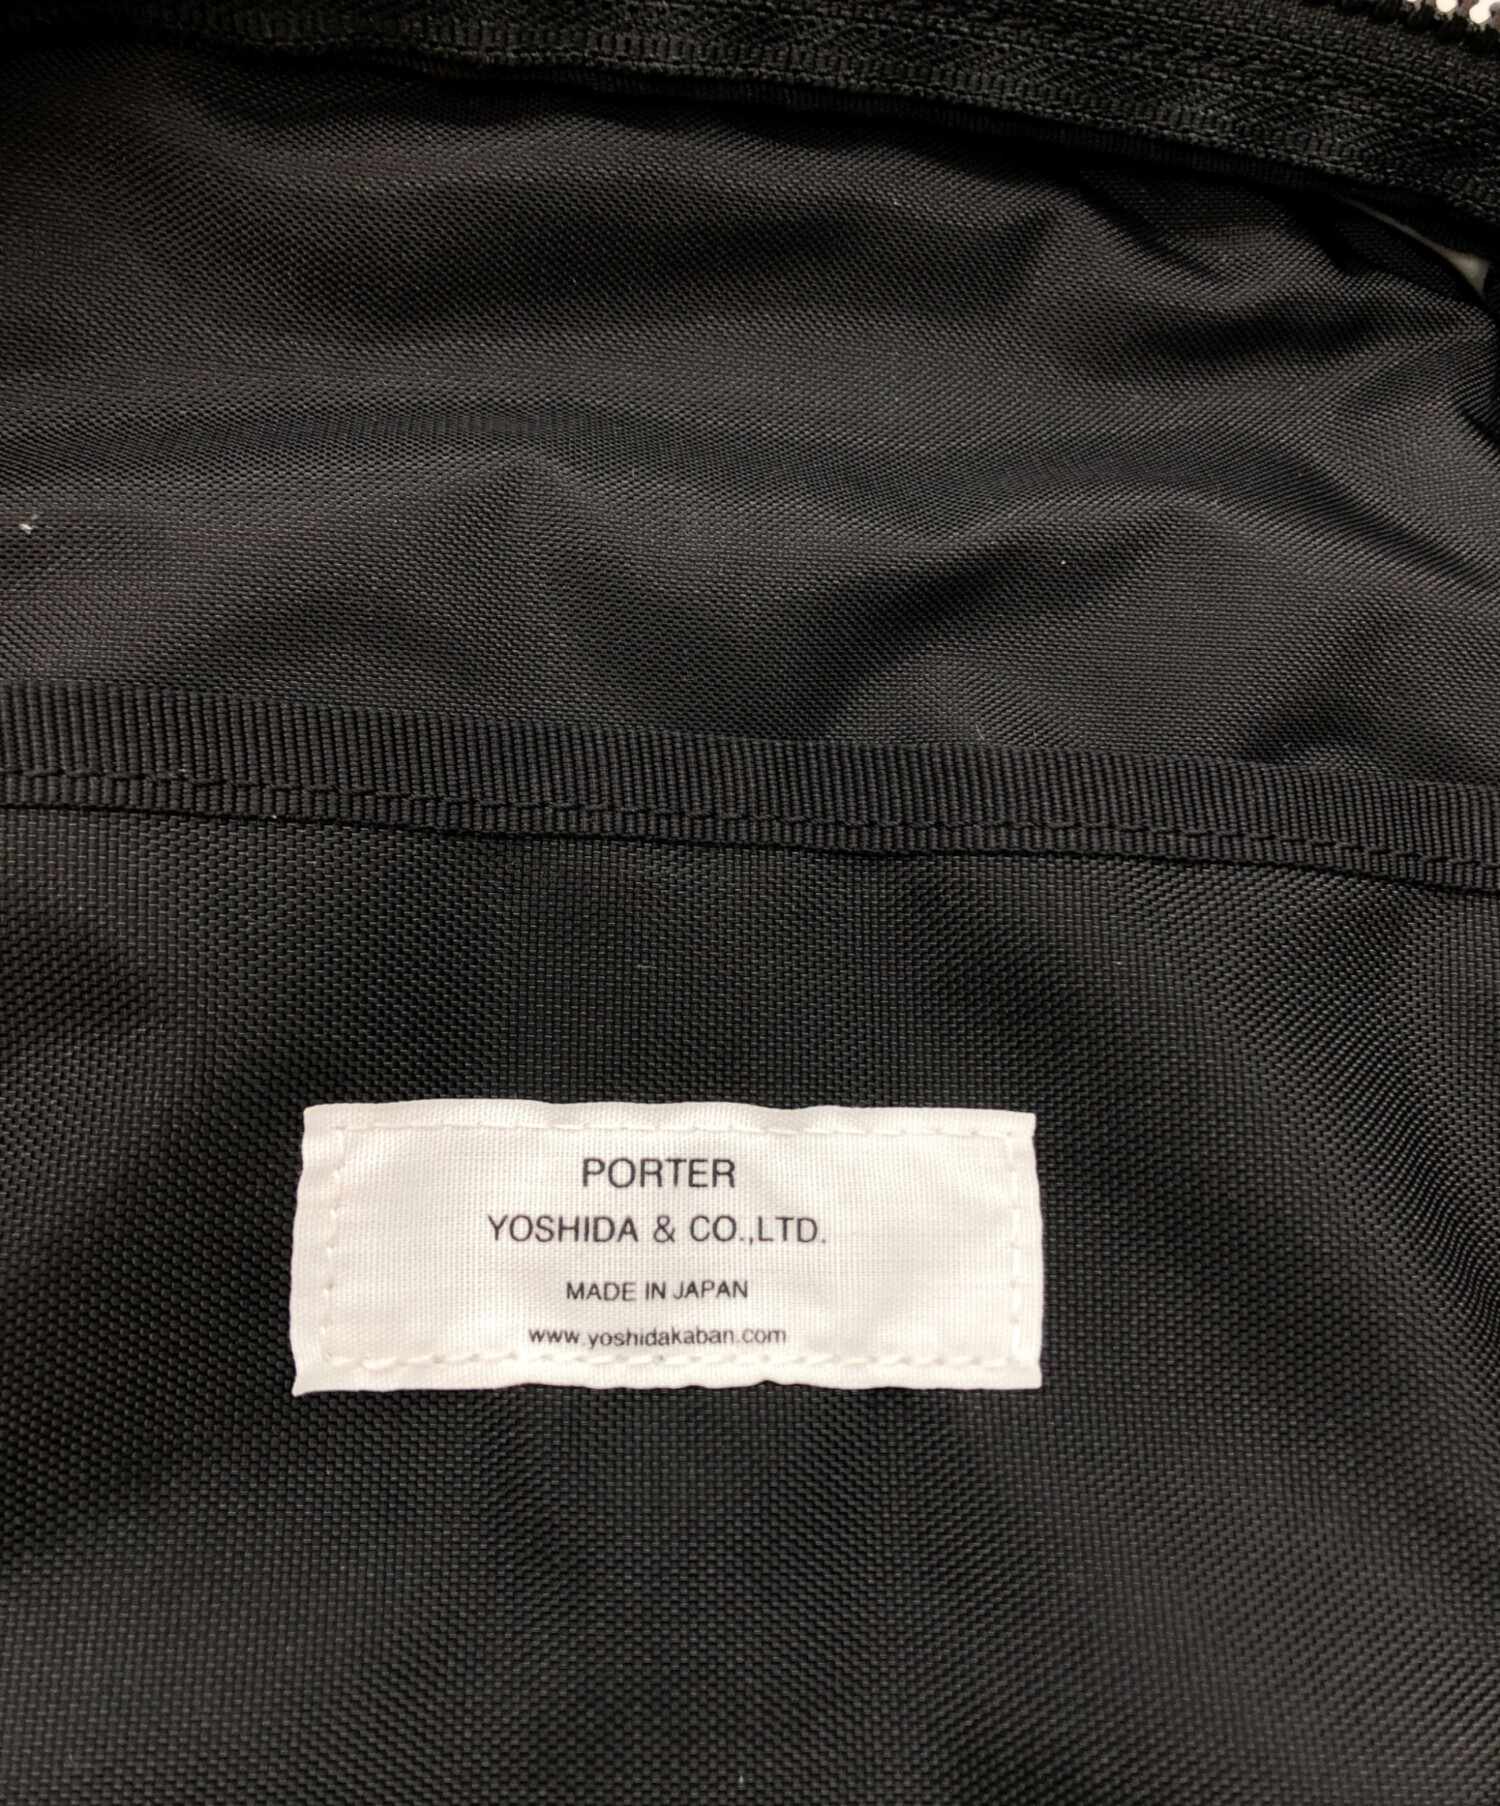 PORTER
YOSHIDA & CO.,LTD.
MADE IN JAPAN
www.yoshidakaban.com